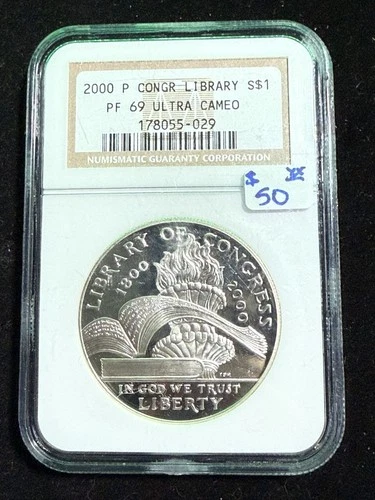 2000 P CONGR LIBRARY S$1
PF 69 ULTRA CAMEO
178055-029
NUMISMATIC GUARANTY CORPORATION
$
50
LIBRARY OF CONGRESS
1800
2000
IN GOD WE TRUST
LIBERTY